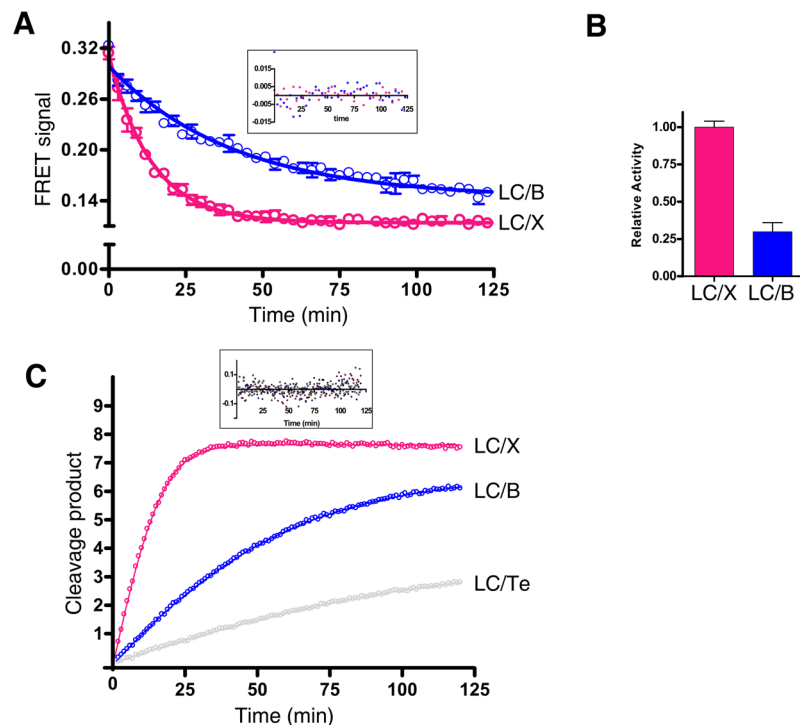 A
0.32
0.26
0.20
0.14
0.00
FRET signal
0
25
50
75
100
125
Time (min)
LC/B
LC/X
0.015
0.005
-0.005
-0.015
25
50
75
100
125
time
B
1.00
0.75
0.50
0.25
0.00
Relative Activity
LC/X
LC/B
C
9
8
7
6
5
4
3
2
1
Cleavage product
0
25
50
75
100
125
Time (min)
LC/X
LC/B
LC/Te
0.1
-0.1
25
50
75
100
125
Time (min)